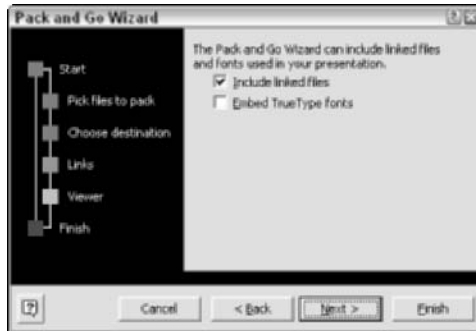 Pack and Go Wizard
The Pack and Go Wizard can include linked files
and fonts used in your presentation.
Include linked files
Embed TrueType fonts
Start
Pick files to pack
Choose destination
Links
Viewer
Finish
Cancel
< Back
Next >
Finish